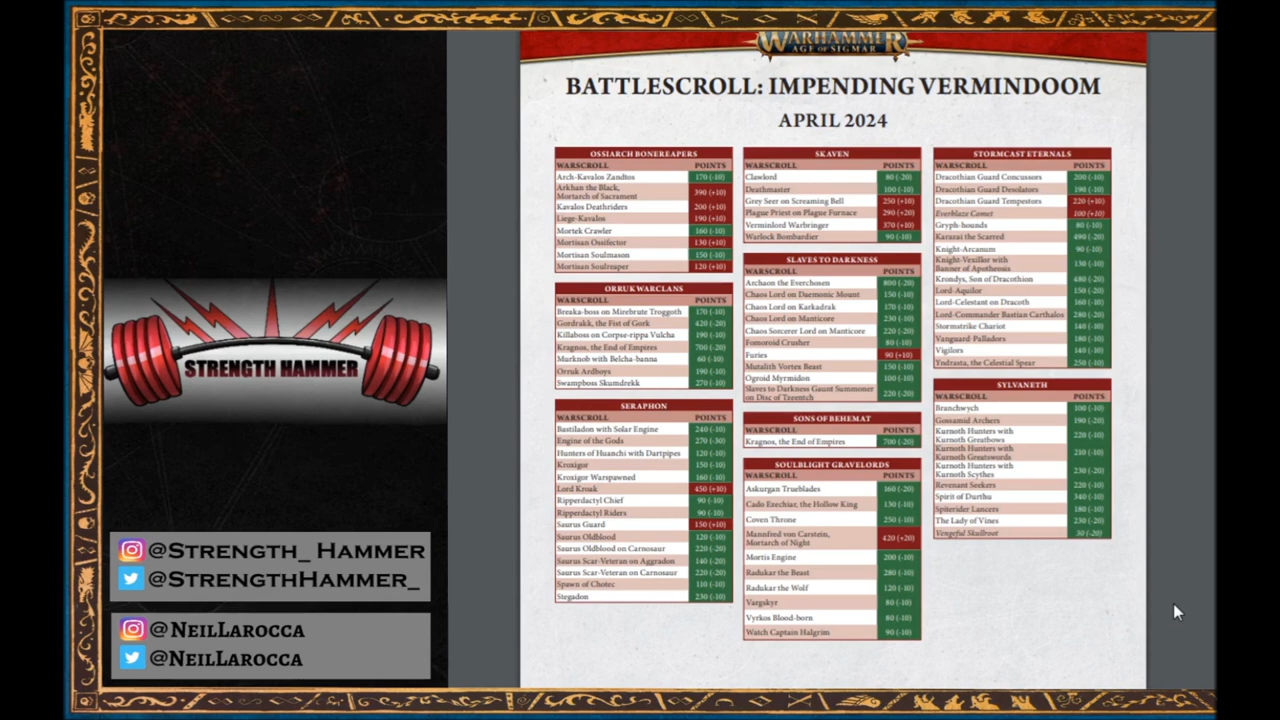 WARHAMMER
AGE OF SIGMAR
BATTLESCROLL: IMPENDING VERMINDOOM
APRIL 2024
OSSIARCH BONEREAPERS
WARSCROLL POINTS
Arch-Kavalos Zandtos 170 (-10)
Arkhan the Black,
Mortarch of Sacrament 390 (+10)
Kavalos Deathriders 200 (+10)
Liege-Kavalos 190 (+10)
Mortek Crawler 160 (-10)
Mortisan Ossifector 130 (+10)
Mortisan Soulmason 150 (-10)
Mortisan Soulreaper 120 (+10)
ORRUK WARCLANS
WARSCROLL POINTS
Breaka-boss on Mirebrute Troggoth 170 (-10)
Gordrakk, the Fist of Gork 420 (-20)
Killaboss on Corpse-rippa Vulcha 190 (-10)
Kragnos, the End of Empires 700 (-20)
Murknob with Belcha-banna 60 (-10)
Orruk Ardboys 190 (-10)
Swampboss Skumdrekk 270 (-10)
SERAPHON
WARSCROLL POINTS
Bastiladon with Solar Engine 240 (-10)
Engine of the Gods 270 (-30)
Hunters of Huanchi with Dartpipes 120 (-10)
Kroxigor 150 (-10)
Kroxigor Warspawned 160 (-10)
Lord Kroak 450 (+10)
Ripperdactyl Chief 90 (-10)
Ripperdactyl Riders 90 (-10)
Saurus Guard 150 (+10)
Saurus Oldblood 120 (-10)
Saurus Oldblood on Carnosaur 220 (-20)
Saurus Scar-Veteran on Aggradon 140 (-20)
Saurus Scar-Veteran on Carnosaur 220 (-20)
Spawn of Chotec 110 (-10)
Stegadon 230 (-10)
SKAVEN
WARSCROLL POINTS
Clawlord 80 (-20)
Deathmaster 100 (-10)
Grey Seer on Screaming Bell 250 (+10)
Plague Priest on Plague Furnace 290 (+20)
Verminlord Warbringer 370 (+10)
Warlock Bombardier 90 (-10)
SLAVES TO DARKNESS
WARSCROLL POINTS
Archaon the Everchosen 800 (-20)
Chaos Lord on Daemonic Mount 150 (-10)
Chaos Lord on Karkadrak 170 (-10)
Chaos Lord on Manticore 230 (-10)
Chaos Sorcerer Lord on Manticore 220 (-20)
Fomoroid Crusher 80 (-10)
Furies 90 (+10)
Mutalith Vortex Beast 150 (-10)
Ogroid Myrmidon 100 (-10)
Slaves to Darkness Gaunt Summoner
on Disc of Tzeentch 220 (-20)
SONS OF BEHEMAT
WARSCROLL POINTS
Kragnos, the End of Empires 700 (-20)
SOULBLIGHT GRAVELORDS
WARSCROLL POINTS
Askurgan Trueblades 160 (-20)
Cado Ezechiar, the Hollow King 130 (-10)
Coven Throne 250 (-10)
Mannfred von Carstein,
Mortarch of Night 420 (+20)
Mortis Engine 200 (-10)
Radukar the Beast 280 (-10)
Radukar the Wolf 120 (-10)
Vargskyr 80 (-10)
Vyrkos Blood-born 80 (-10)
Watch Captain Halgrim 90 (-10)
STORMCAST ETERNALS
WARSCROLL POINTS
Dracothian Guard Concussors 200 (-10)
Dracothian Guard Desolators 190 (-10)
Dracothian Guard Tempestors 220 (+10)
Everblaze Comet 100 (+10)
Gryph-hounds 80 (-10)
Karazai the Scarred 490 (-20)
Knight-Arcanum 90 (-10)
Knight-Vexillor with
Banner of Apotheosis 130 (-10)
Krondys, Son of Dracothion 480 (-20)
Lord-Aquilor 150 (-20)
Lord-Celestant on Dracoth 160 (-10)
Lord-Commander Bastian Carthalos 280 (-20)
Stormstrike Chariot 140 (-10)
Vanguard-Palladors 180 (-10)
Vigilors 140 (-10)
Yndrasta, the Celestial Spear 250 (-10)
SYLVANETH
WARSCROLL POINTS
Branchwych 100 (-10)
Gossamid Archers 190 (-20)
Kurnoth Hunters with
Kurnoth Greatbows 220 (-10)
Kurnoth Hunters with
Kurnoth Greatswords 210 (-10)
Kurnoth Hunters with
Kurnoth Scythes 230 (-20)
Revenant Seekers 220 (-10)
Spirit of Durthu 340 (-10)
Spiterider Lancers 180 (-10)
The Lady of Vines 230 (-20)
Vengeful Skullroot 30 (-20)
STRENGTH HAMMER
@Strength_Hammer
@StrengthHammer_
@NeilLarocca
@NeilLarocca